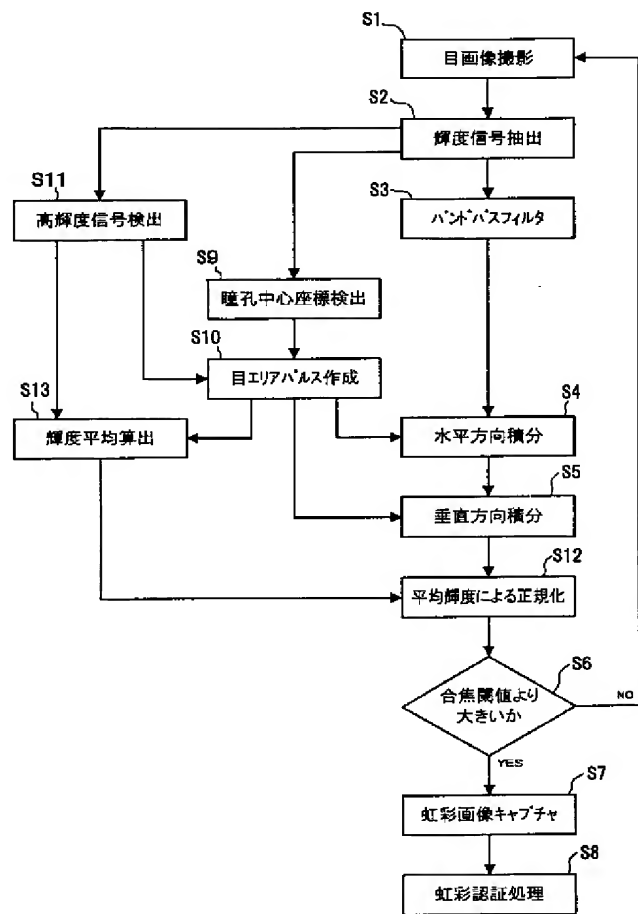 S1
目画像撮影
S2
輝度信号抽出
S11
高輝度信号検出
S3
バンドパスフィルタ
S9
瞳孔中心座標検出
S10
目エリアパルス作成
S13
輝度平均算出
S4
水平方向積分
S5
垂直方向積分
S12
平均輝度による正規化
S6
合焦閾値より
大きいか
NO
YES
S7
虹彩画像キャプチャ
S8
虹彩認証処理